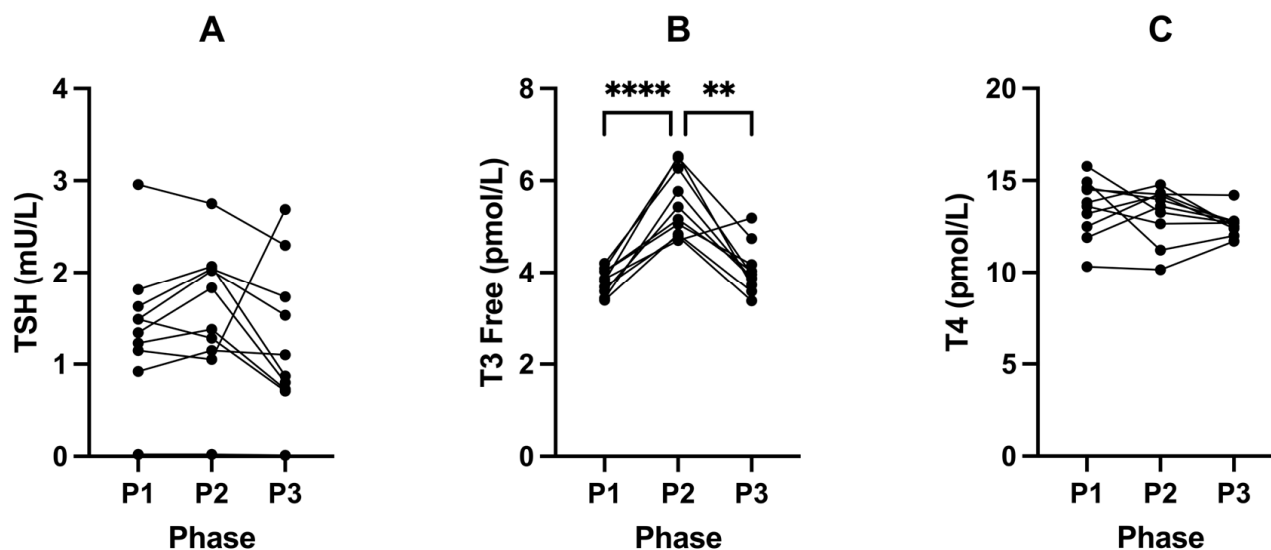 A
TSH (mU/L)
4
3
2
1
0
P1 P2 P3
Phase
B
T3 Free (pmol/L)
8
6
4
2
0
**** **
P1 P2 P3
Phase
C
T4 (pmol/L)
20
15
10
5
0
P1 P2 P3
Phase